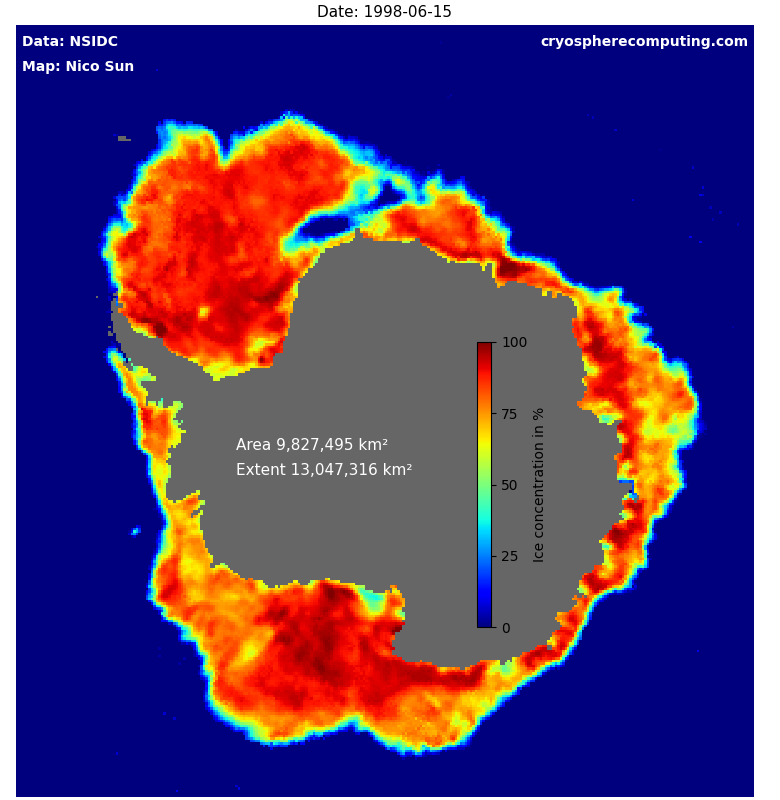 Date: 1998-06-15
Data: NSIDC
cryospherecomputing.com
Map: Nico Sun
100
75
50
25
0
Ice concentration in %
Area 9,827,495 km²
Extent 13,047,316 km²